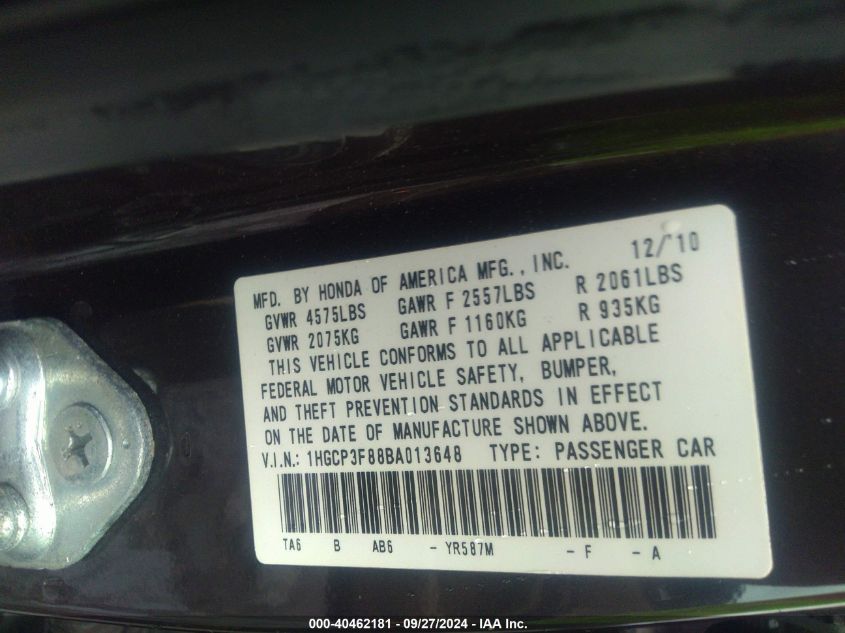 MFD. BY HONDA OF AMERICA MFG., INC. 12/'10
GVWR 4575LBS GAWR F 2557LBS R 2061LBS
GVWR 2075KG GAWR F 1160KG R 935KG
THIS VEHICLE CONFORMS TO ALL APPLICABLE
FEDERAL MOTOR VEHICLE SAFETY, BUMPER,
AND THEFT PREVENTION STANDARDS IN EFFECT
ON THE DATE OF MANUFACTURE SHOWN ABOVE.
V.I.N.: 1HGCP3F88BA013648 TYPE: PASSENGER CAR
TA6 B AB6 - YR587M - F - A
000-40462181 - 09/27/2024 - IAA Inc.